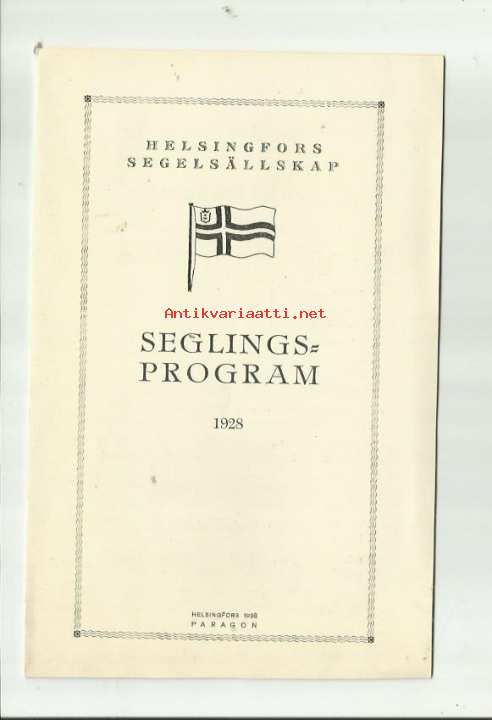 HELSINGFORS
SEGELSÄLLSKAP
Antikvariaatti.net
SEGLINGS=
PROGRAM
1928
HELSINGFORS 1928
PARAGON